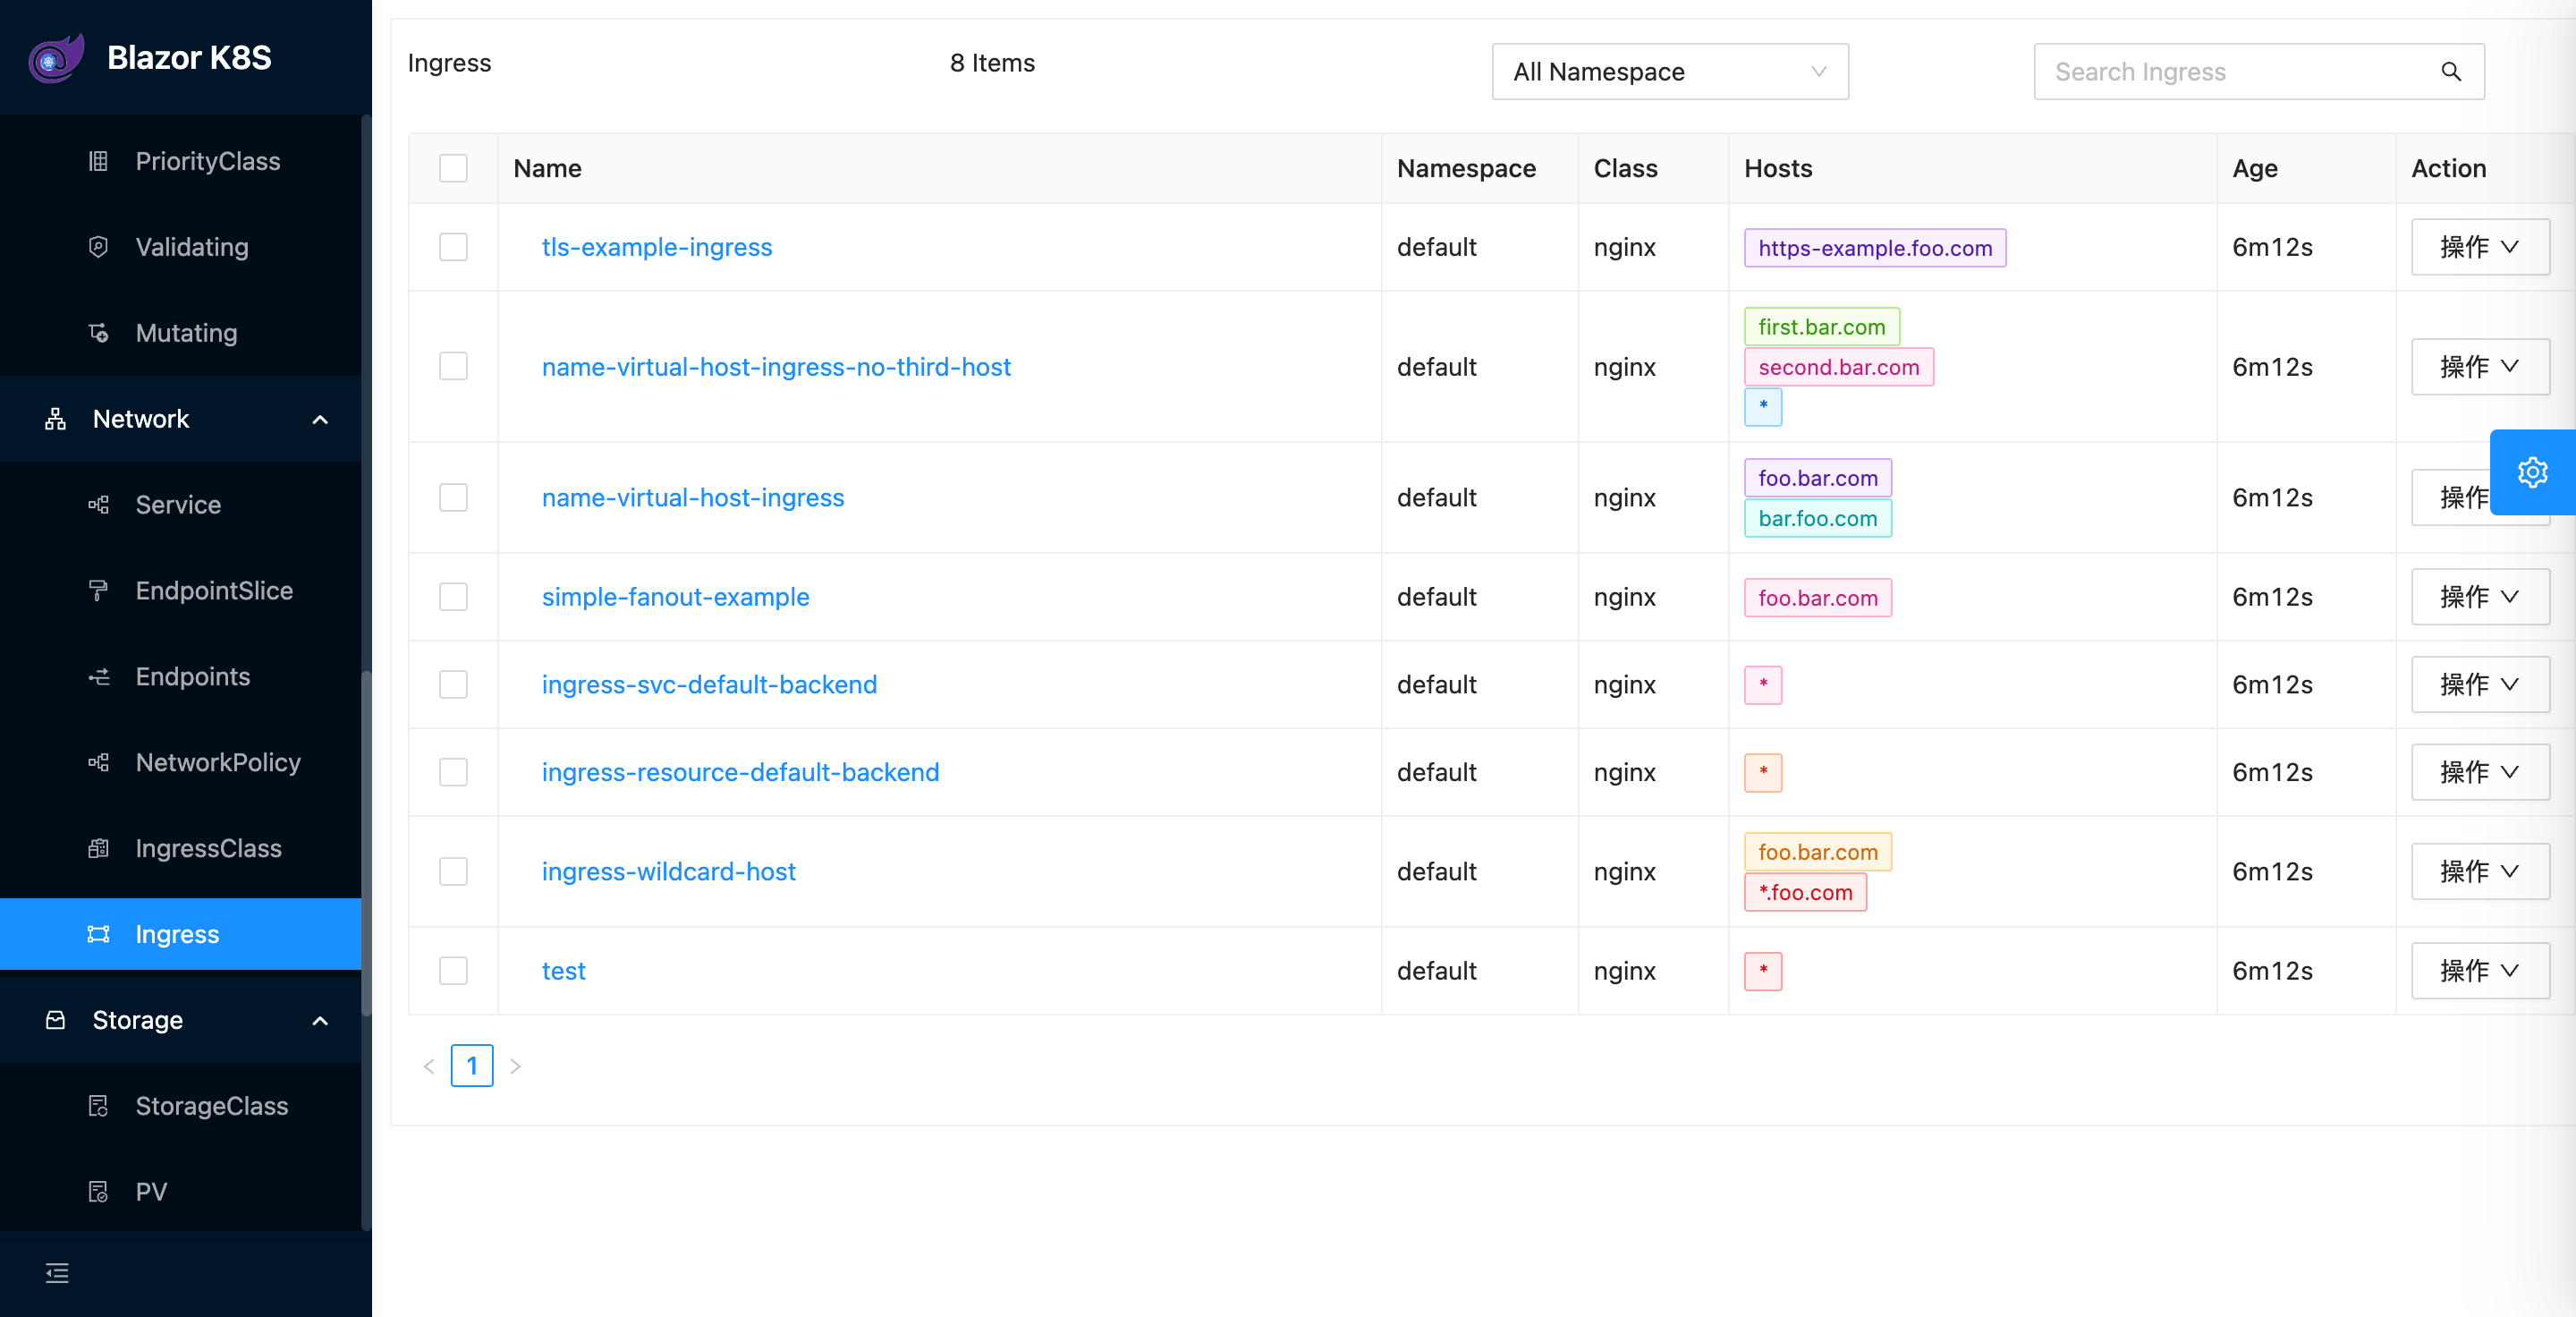 Blazor K8S
PriorityClass
Validating
Mutating
Network
Service
EndpointSlice
Endpoints
NetworkPolicy
IngressClass
Ingress
Storage
StorageClass
PV
Ingress 8 Items All Namespace Search Ingress
Name Namespace Class Hosts Age Action
tls-example-ingress default nginx https-example.foo.com 6m12s 操作
first.bar.com
name-virtual-host-ingress-no-third-host default nginx second.bar.com 6m12s 操作
*
foo.bar.com
name-virtual-host-ingress default nginx 6m12s 操作
bar.foo.com
simple-fanout-example default nginx foo.bar.com 6m12s 操作
ingress-svc-default-backend default nginx * 6m12s 操作
ingress-resource-default-backend default nginx * 6m12s 操作
foo.bar.com
ingress-wildcard-host default nginx 6m12s 操作
*.foo.com
test default nginx * 6m12s 操作
< 1 >